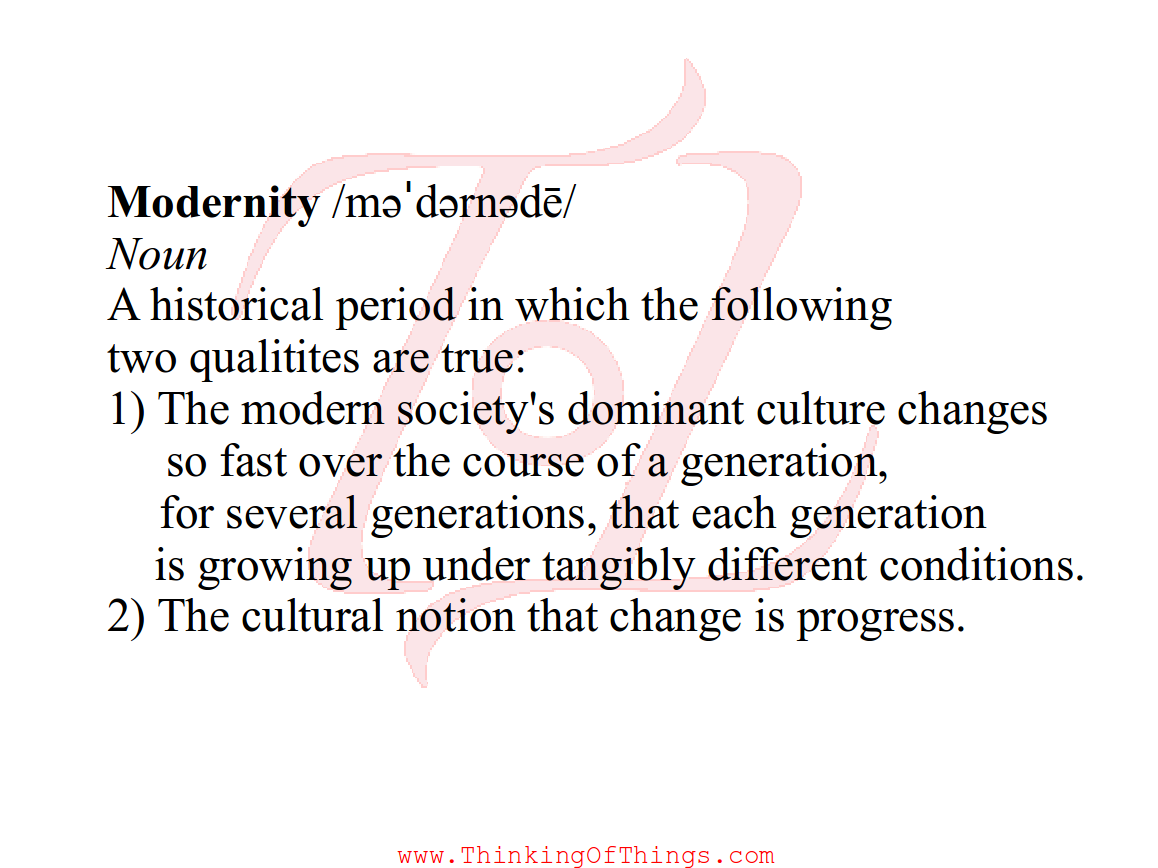 Modernity /məˈdərnədē/
Noun
A historical period in which the following
two qualitites are true:
1) The modern society's dominant culture changes
so fast over the course of a generation,
for several generations, that each generation
is growing up under tangibly different conditions.
2) The cultural notion that change is progress.
www.ThinkingOfThings.com